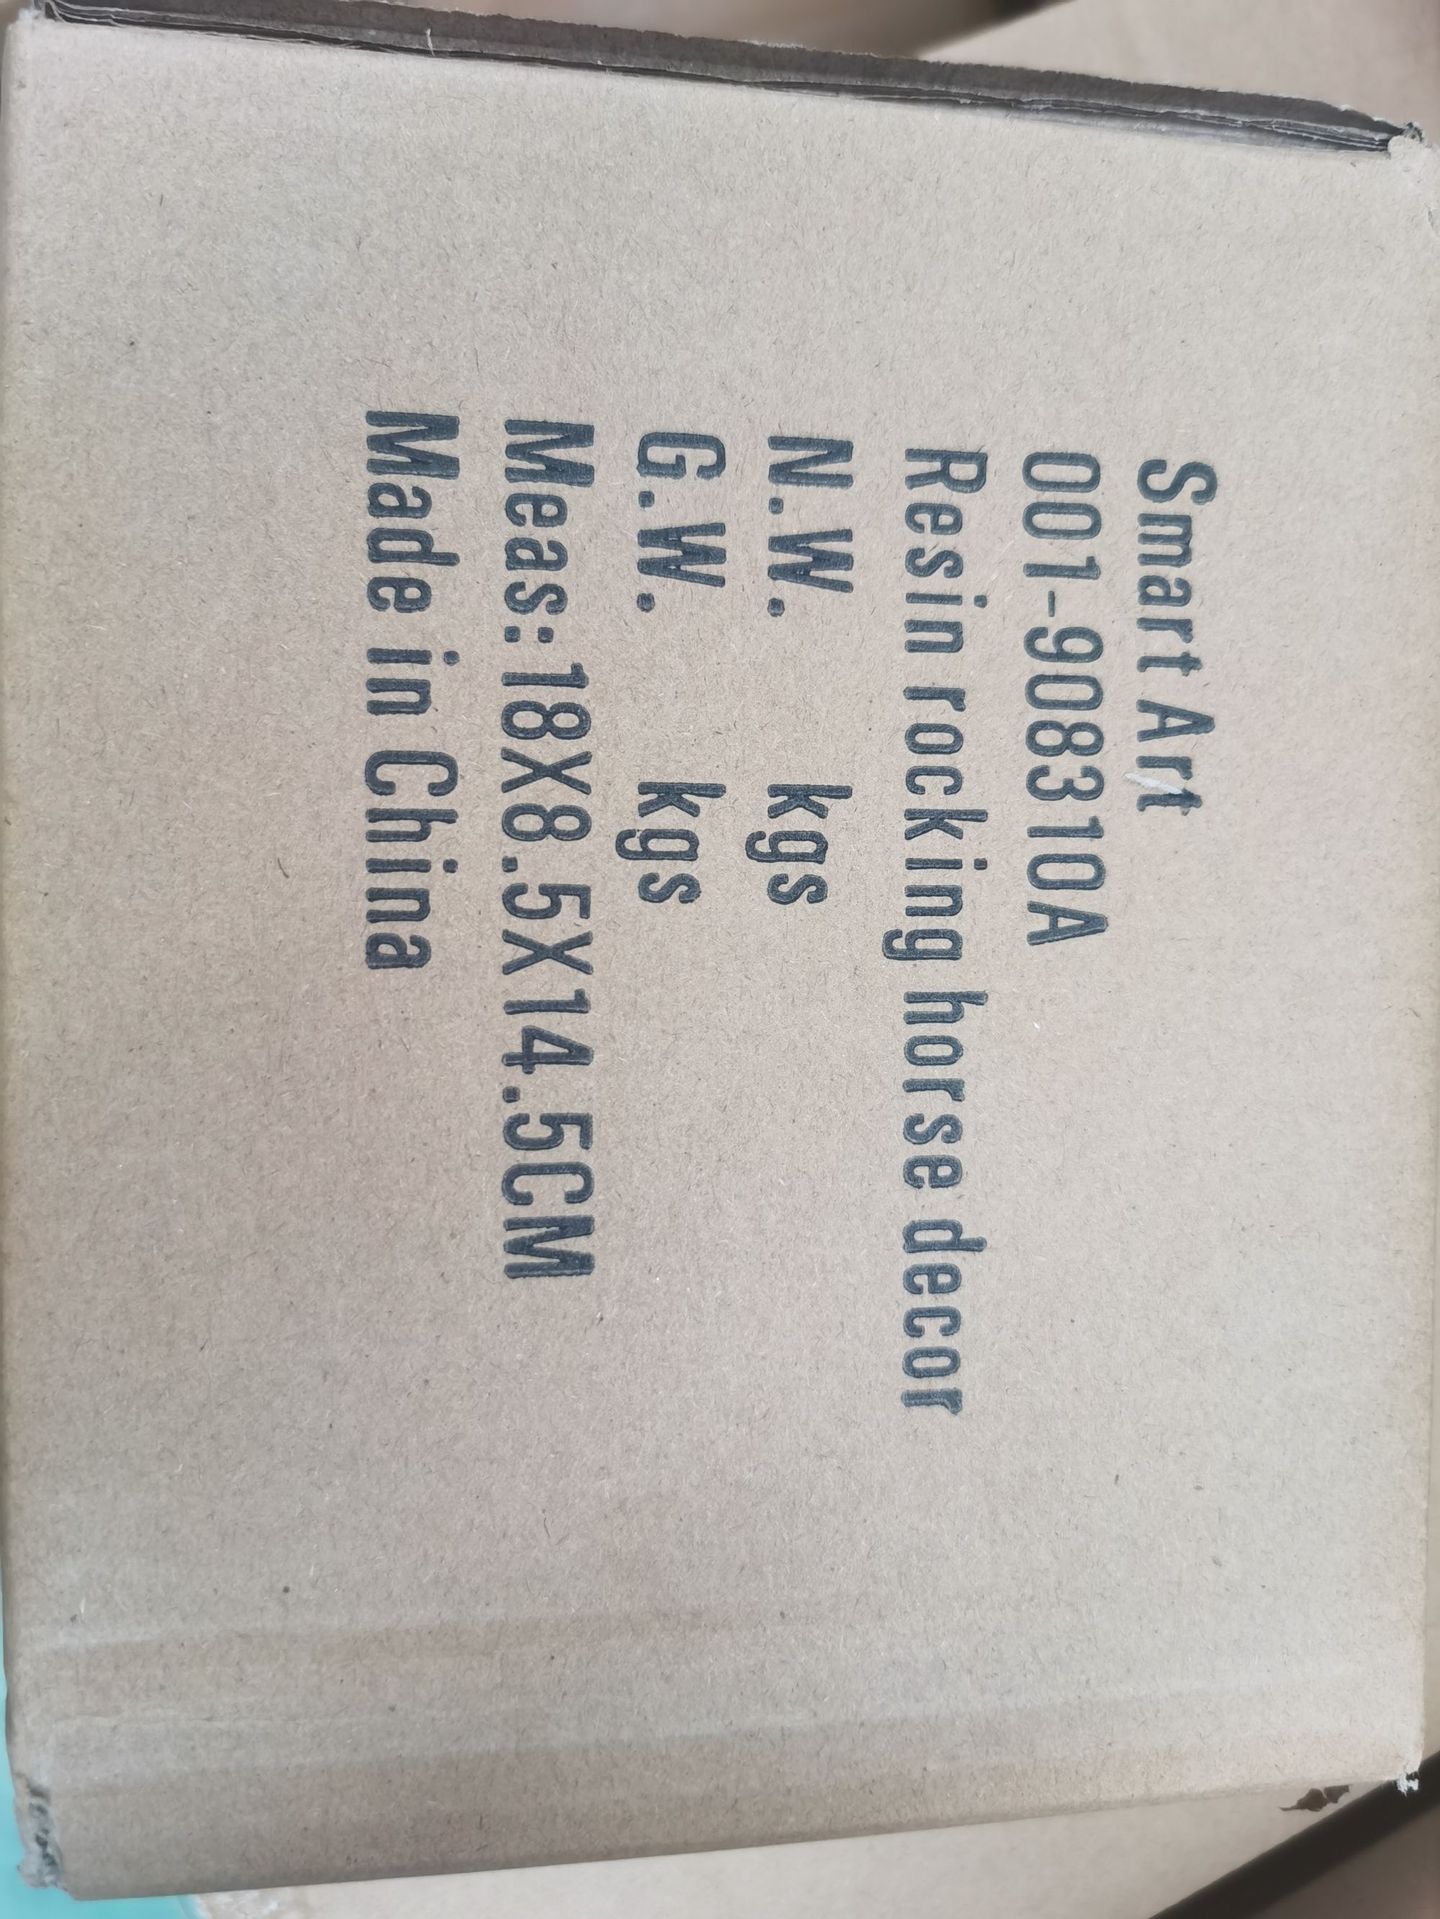 Smart Art
001-908310A
Resin rocking horse decor
N.W. kgs
G.W. kgs
Meas:18X8.5X14.5CM
Made in China